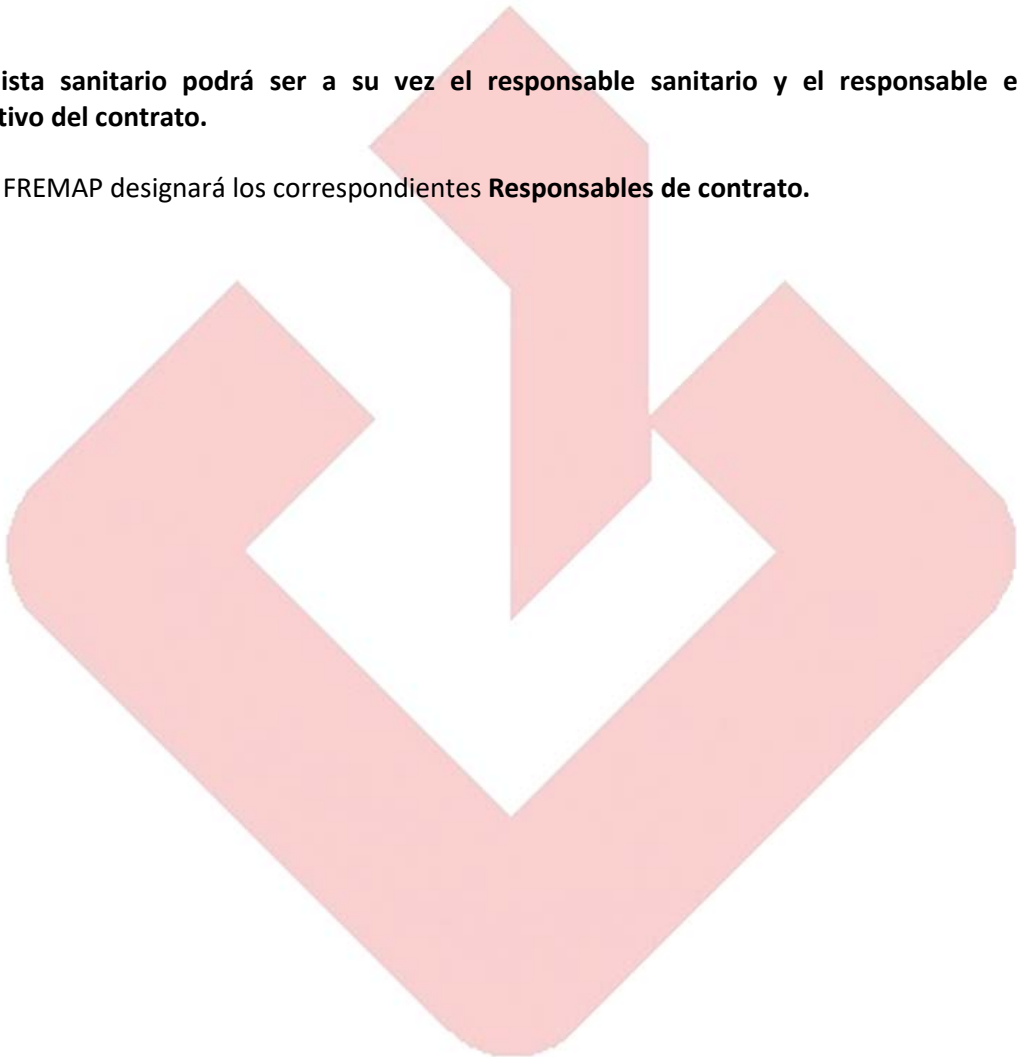 ista sanitario podrá ser a su vez el responsable sanitario y el responsable e
tivo del contrato.
FREMAP designará los correspondientes Responsables de contrato.